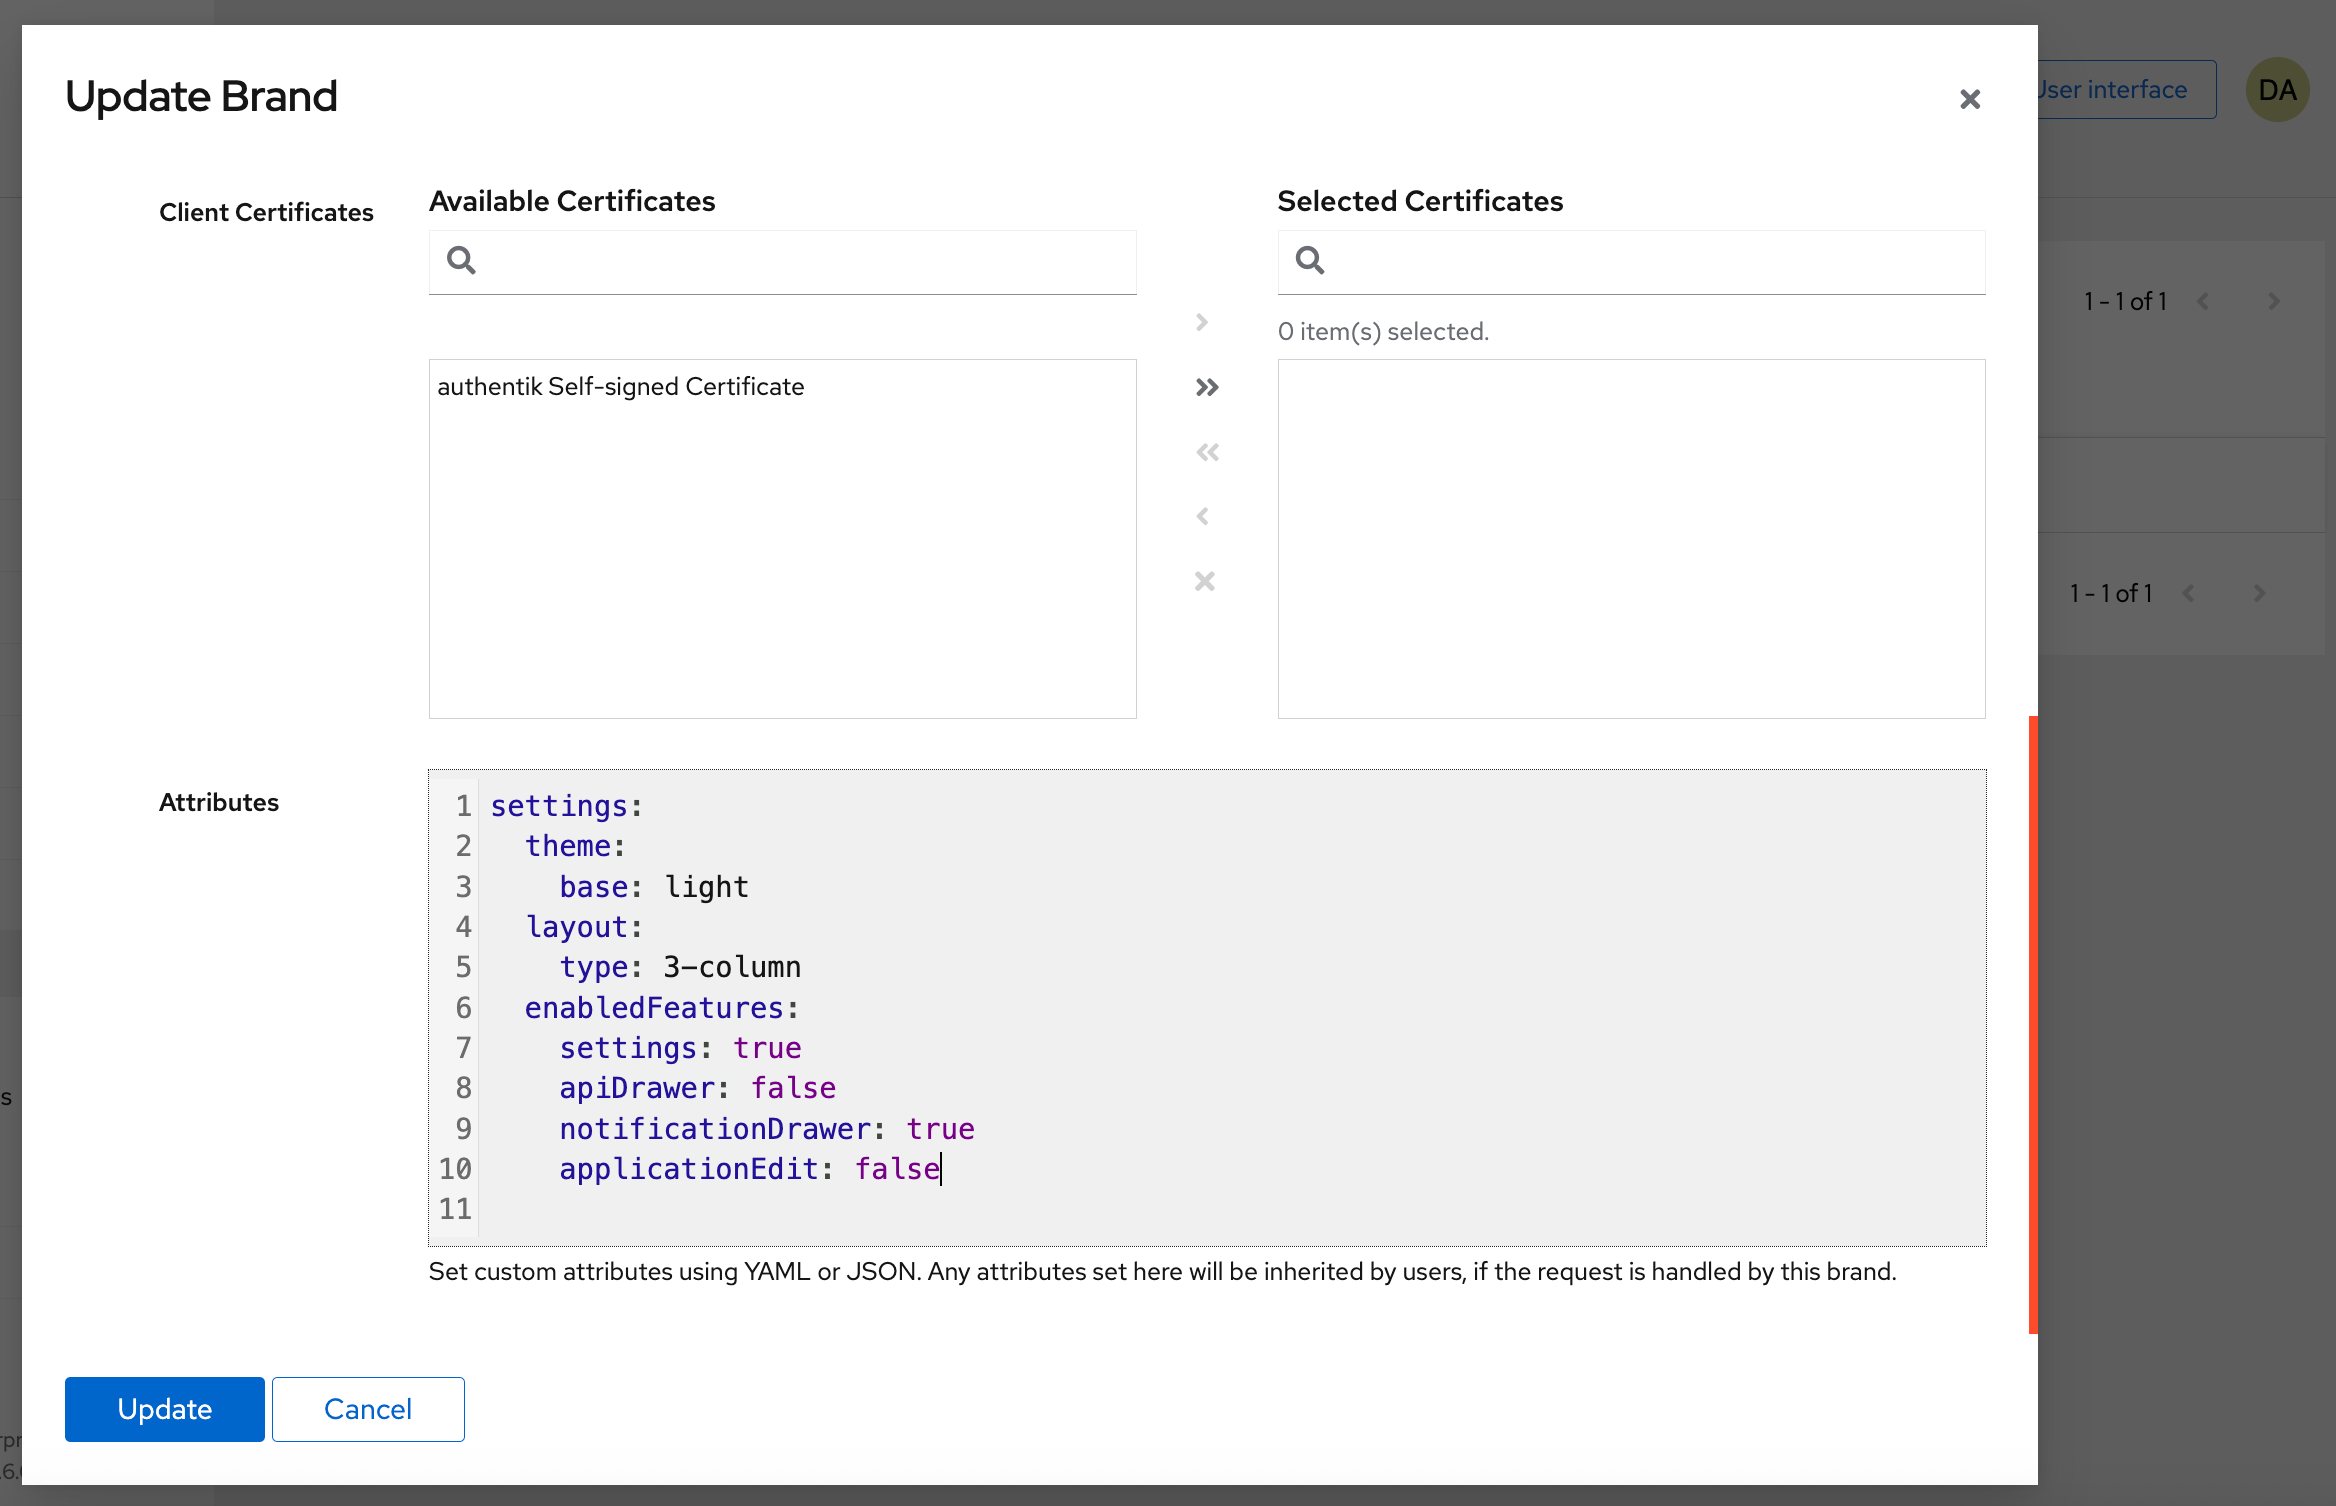 Update Brand
User interface
DA
Client Certificates
Available Certificates
Selected Certificates
0 item(s) selected.
authentik Self-signed Certificate
1 - 1 of 1
1 - 1 of 1
Attributes
1 settings:
2 theme:
3 base: light
4 layout:
5 type: 3-column
6 enabledFeatures:
7 settings: true
8 apiDrawer: false
9 notificationDrawer: true
10 applicationEdit: false
11
Set custom attributes using YAML or JSON. Any attributes set here will be inherited by users, if the request is handled by this brand.
Update
Cancel